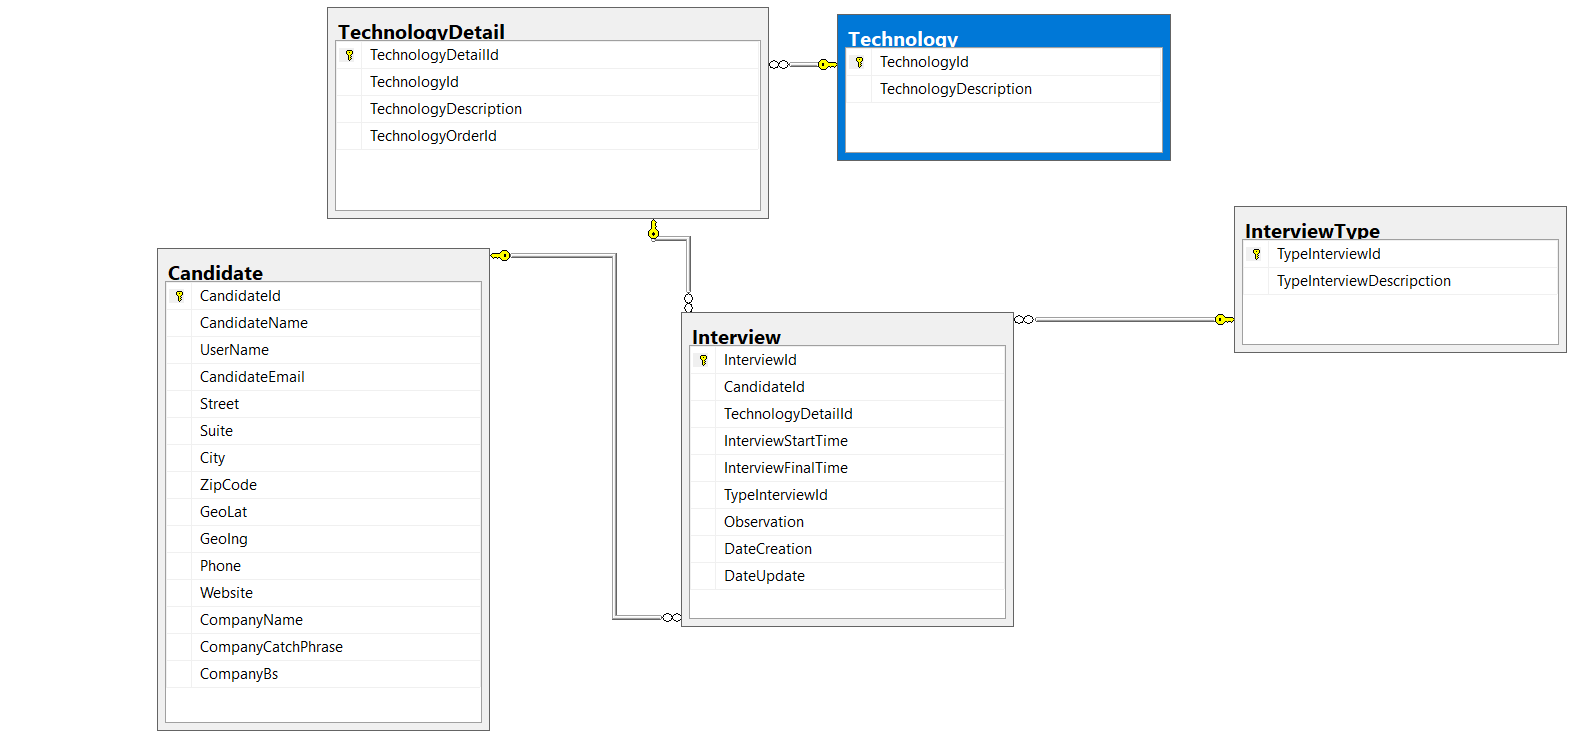 TechnologyDetail
TechnologyDetailId
TechnologyId
TechnologyDescription
TechnologyOrderId
Technology
TechnologyId
TechnologyDescription
InterviewType
TypeInterviewId
TypeInterviewDescripction
Candidate
CandidateId
CandidateName
UserName
CandidateEmail
Street
Suite
City
ZipCode
GeoLat
Geolng
Phone
Website
CompanyName
CompanyCatchPhrase
CompanyBs
Interview
InterviewId
CandidateId
TechnologyDetailId
InterviewStartTime
InterviewFinalTime
TypeInterviewId
Observation
DateCreation
DateUpdate